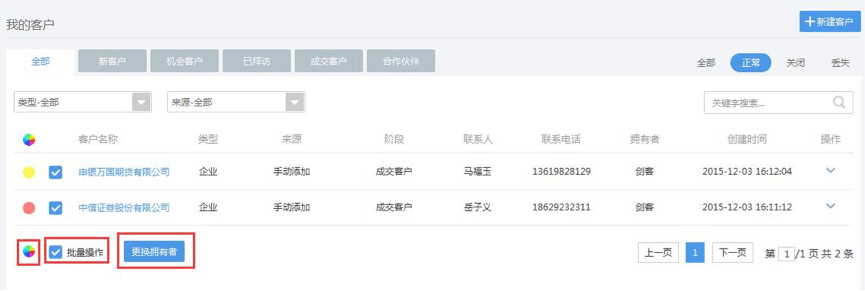 我的客户
+新建客户
全部 新客户 机会客户 已拜访 成交客户 合作伙伴 全部 正常 关闭 丢失
类型-全部 来源-全部 关键字搜索...
客户名称 类型 来源 阶段 联系人 联系电话 拥有者 创建时间 操作
申银万国期货有限公司 企业 手动添加 成交客户 马福玉 13619828129 剑客 2015-12-03 16:12:04
中信证券股份有限公司 企业 手动添加 成交客户 岳子义 18629232311 剑客 2015-12-03 16:11:12
批量操作 更换拥有者 上一页 1 下一页 第 1 /1 页 共 2 条